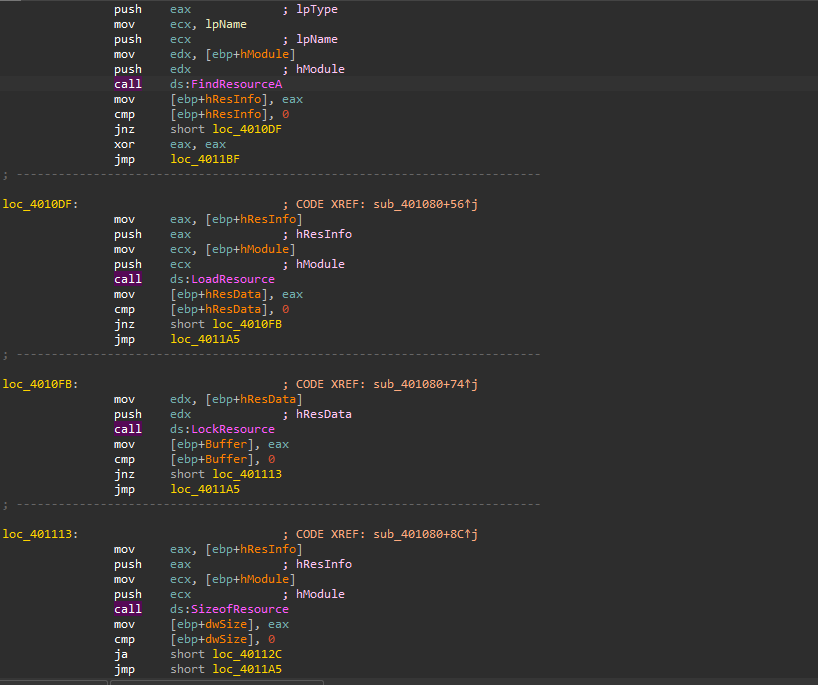 push eax ; lpType
mov ecx, lpName
push ecx ; lpName
mov edx, [ebp+hModule]
push edx ; hModule
call ds:FindResourceA
mov [ebp+hResInfo], eax
cmp [ebp+hResInfo], 0
jnz short loc_4010DF
xor eax, eax
jmp loc_4011BF
; ---------------------------------------------------------------------------
loc_4010DF: ; CODE XREF: sub_401080+56↑j
mov eax, [ebp+hResInfo]
push eax ; hResInfo
mov ecx, [ebp+hModule]
push ecx ; hModule
call ds:LoadResource
mov [ebp+hResData], eax
cmp [ebp+hResData], 0
jnz short loc_4010FB
jmp loc_4011A5
; ---------------------------------------------------------------------------
loc_4010FB: ; CODE XREF: sub_401080+74↑j
mov edx, [ebp+hResData]
push edx ; hResData
call ds:LockResource
mov [ebp+Buffer], eax
cmp [ebp+Buffer], 0
jnz short loc_401113
jmp loc_4011A5
; ---------------------------------------------------------------------------
loc_401113: ; CODE XREF: sub_401080+8C↑j
mov eax, [ebp+hResInfo]
push eax ; hResInfo
mov ecx, [ebp+hModule]
push ecx ; hModule
call ds:SizeofResource
mov [ebp+dwSize], eax
cmp [ebp+dwSize], 0
ja short loc_40112C
jmp short loc_4011A5